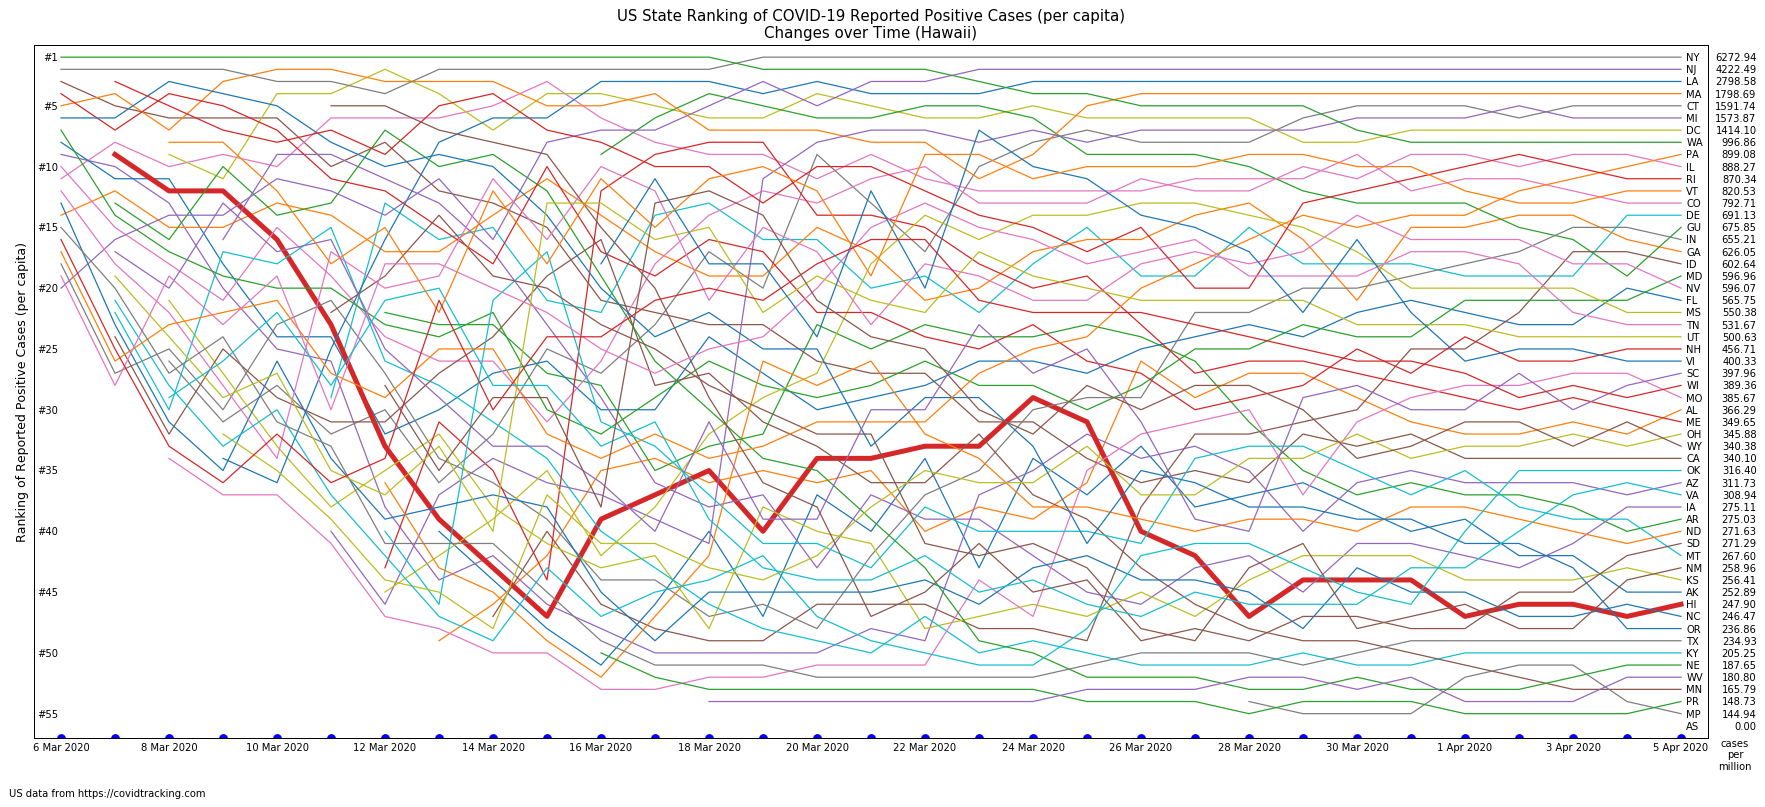 US State Ranking of COVID-19 Reported Positive Cases (per capita)
Changes over Time (Hawaii)
Ranking of Reported Positive Cases (per capita)
#1
#5
#10
#15
#20
#25
#30
#35
#40
#45
#50
#55
NY 6272.94
NJ 4222.49
LA 2798.58
MA 1798.69
CT 1591.74
MI 1573.87
DC 1414.10
WA 996.86
PA 899.08
IL 888.27
RI 870.34
VT 820.53
CO 792.71
DE 691.13
GU 675.85
IN 655.21
GA 626.05
ID 602.64
MD 596.96
NV 596.07
FL 565.75
MS 550.38
TN 531.67
UT 500.63
NH 456.71
VI 400.33
SC 397.96
WI 389.36
MO 385.67
AL 366.29
ME 349.65
OH 345.88
WY 340.38
CA 340.10
OK 316.40
AZ 311.73
VA 308.94
IA 275.11
AR 275.03
ND 271.63
SD 271.29
MT 267.60
NM 258.96
KS 256.41
AK 252.89
HI 247.90
NC 246.47
OR 236.86
TX 234.93
KY 205.25
NE 187.65
WV 180.80
MN 165.79
PR 148.73
MP 144.94
AS 0.00
6 Mar 2020 8 Mar 2020 10 Mar 2020 12 Mar 2020 14 Mar 2020 16 Mar 2020 18 Mar 2020 20 Mar 2020 22 Mar 2020 24 Mar 2020 26 Mar 2020 28 Mar 2020 30 Mar 2020 1 Apr 2020 3 Apr 2020 5 Apr 2020
cases
per
million
US data from https://covidtracking.com